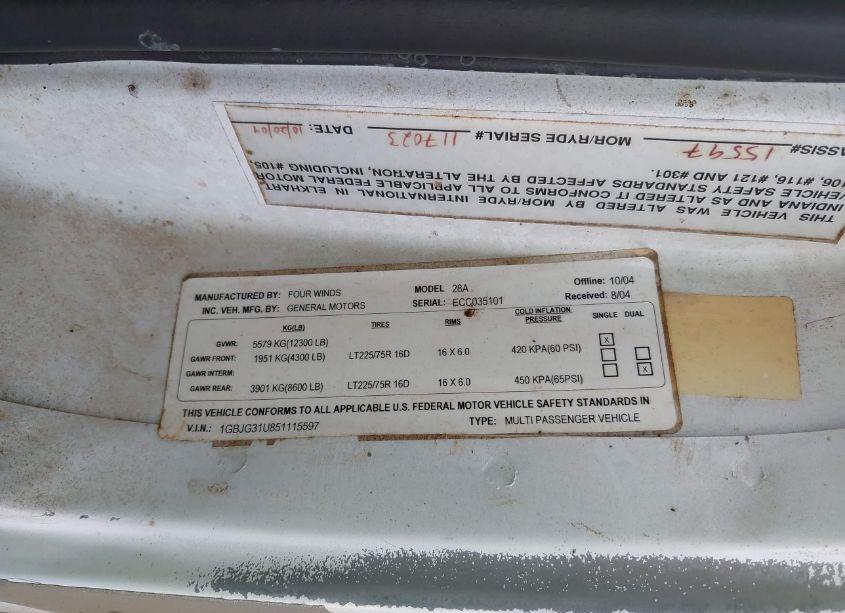 THIS VEHICLE WAS ALTERED BY MOR/RYDE INTERNATIONAL IN ELKHART
INDIANA AND AS ALTERED IT CONFORMS TO ALL APPLICABLE FEDERAL MOTOR
VEHICLE SAFETY STANDARDS AFFECTED BY THE ALTERATION, INCLUDING #105,
106, #116, #121 AND #301.
ASSIS# 15597 MOR/RYDE SERIAL# 117023 DATE: 10/20/04
MANUFACTURED BY: FOUR WINDS MODEL 28A Offline: 10/04
INC. VEH. MFG. BY: GENERAL MOTORS SERIAL: ECC035101 Received: 8/04
KG(LB) TIRES RIMS COLD INFLATION PRESSURE SINGLE DUAL
GVWR: 5579 KG(12300 LB) X
GAWR FRONT: 1951 KG(4300 LB) LT225/75R 16D 16 X 6.0 420 KPA(60 PSI)
GAWR INTERM:
GAWR REAR: 3901 KG(8600 LB) LT225/75R 16D 16 X 6.0 450 KPA(65PSI) X
THIS VEHICLE CONFORMS TO ALL APPLICABLE U.S. FEDERAL MOTOR VEHICLE SAFETY STANDARDS IN
V.I.N.: 1GBJG31U851115597 TYPE: MULTI PASSENGER VEHICLE